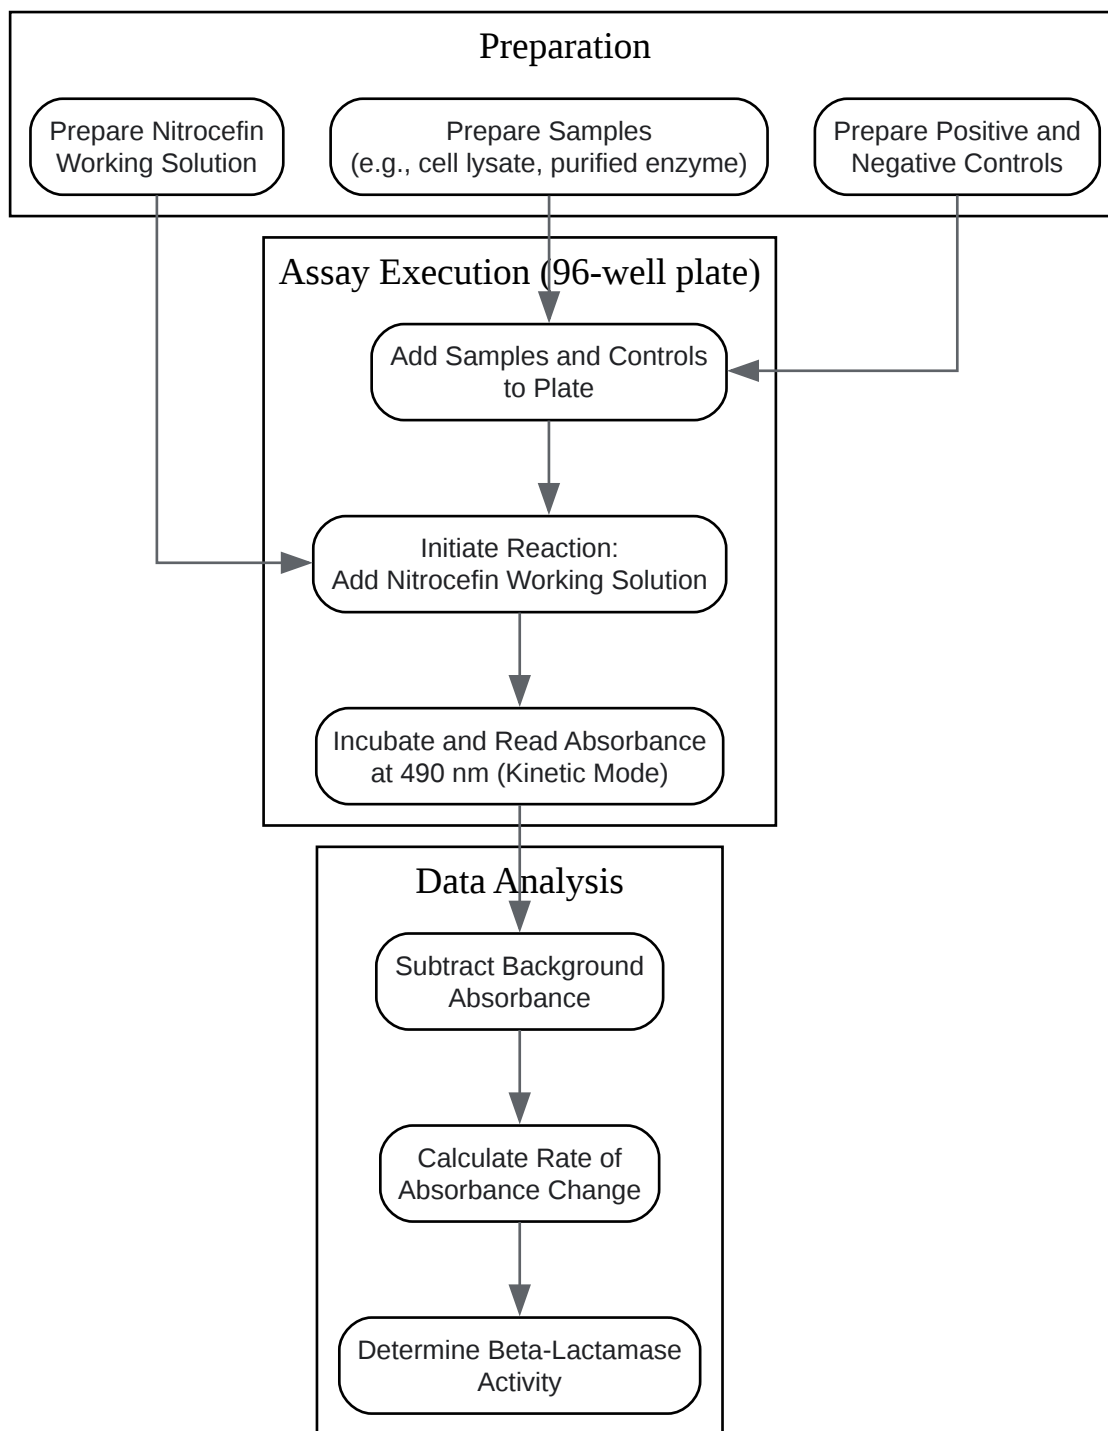 Preparation
Prepare Nitrocefin
Working Solution
Prepare Samples
(e.g., cell lysate, purified enzyme)
Prepare Positive and
Negative Controls
Assay Execution (96-well plate)
Add Samples and Controls
to Plate
Initiate Reaction:
Add Nitrocefin Working Solution
Incubate and Read Absorbance
at 490 nm (Kinetic Mode)
Data Analysis
Subtract Background
Absorbance
Calculate Rate of
Absorbance Change
Determine Beta-Lactamase
Activity